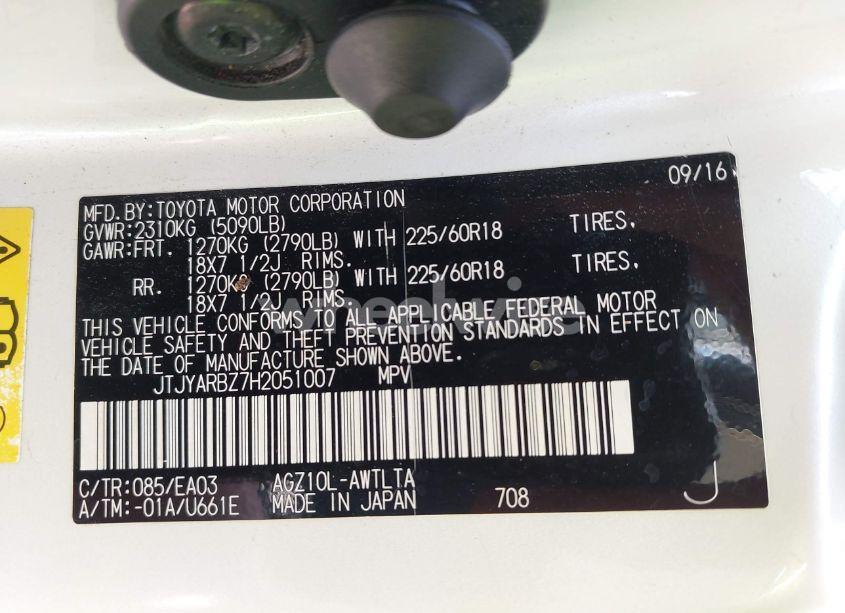 09/16
MFD.BY:TOYOTA MOTOR CORPORATION
GVWR:2310KG (5090LB)
GAWR:FRT. 1270KG (2790LB) WITH 225/60R18 TIRES.
18X7 1/2J RIMS.
RR. 1270KG (2790LB) WITH 225/60R18 TIRES.
18X7 1/2J RIMS.
THIS VEHICLE CONFORMS TO ALL APPLICABLE FEDERAL MOTOR
VEHICLE SAFETY AND THEFT PREVENTION STANDARDS IN EFFECT ON
THE DATE OF MANUFACTURE SHOWN ABOVE.
JTJYARBZ7H2051007 MPV
C/TR:085/EA03 AGZ10L-AWTLTA
A/TM:-01A/U661E MADE IN JAPAN 708 J